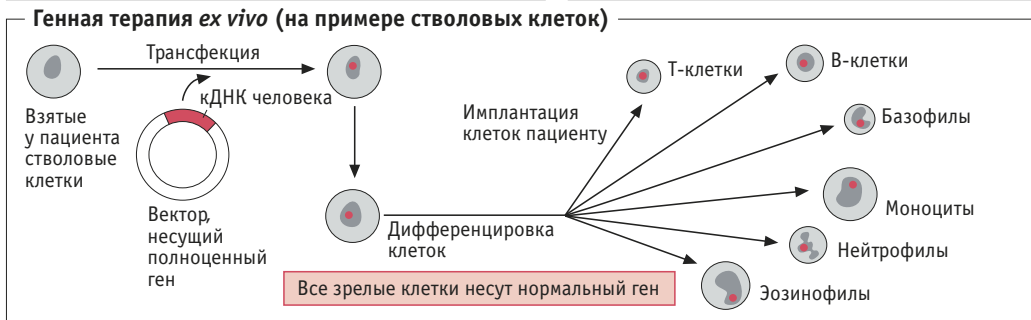 Генная терапия ex vivo (на примере стволовых клеток)
Трансфекция
кДНК человека
Взятые
у пациента
стволовые
клетки
Вектор,
несущий
полноценный
ген
Имплантация
клеток пациенту
Дифференцировка
клеток
Все зрелые клетки несут нормальный ген
Т-клетки
В-клетки
Базофилы
Моноциты
Нейтрофилы
Эозинофилы